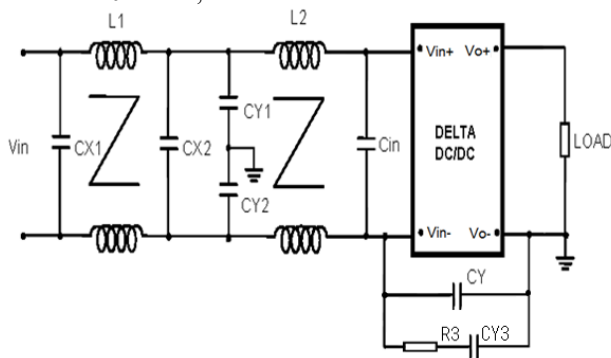 L1
L2
Vin+
Vo+
CY1
Vin
CX1
CX2
Cin
DELTA
DC/DC
LOAD
CY2
Vin-
Vo-
CY
R3
CY3